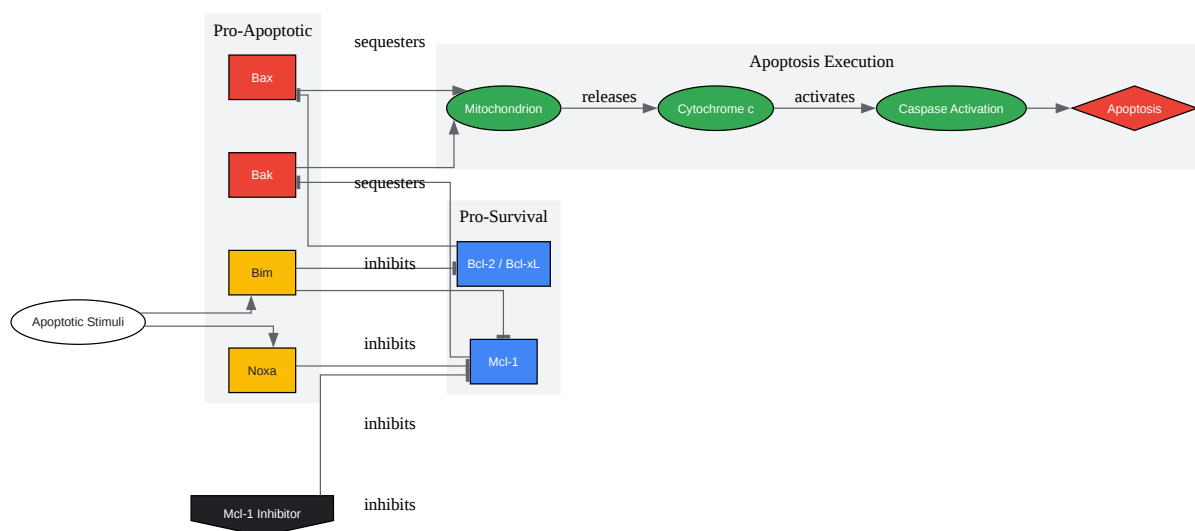 Pro-Apoptotic
sequesters
Apoptosis Execution
Bax
Mitochondrion
releases
Cytochrome c
activates
Caspase Activation
Apoptosis
Bak
sequesters
Pro-Survival
Bim
inhibits
Bcl-2 / Bcl-xL
Apoptotic Stimuli
inhibits
Noxa
Mcl-1
inhibits
Mcl-1 Inhibitor
inhibits